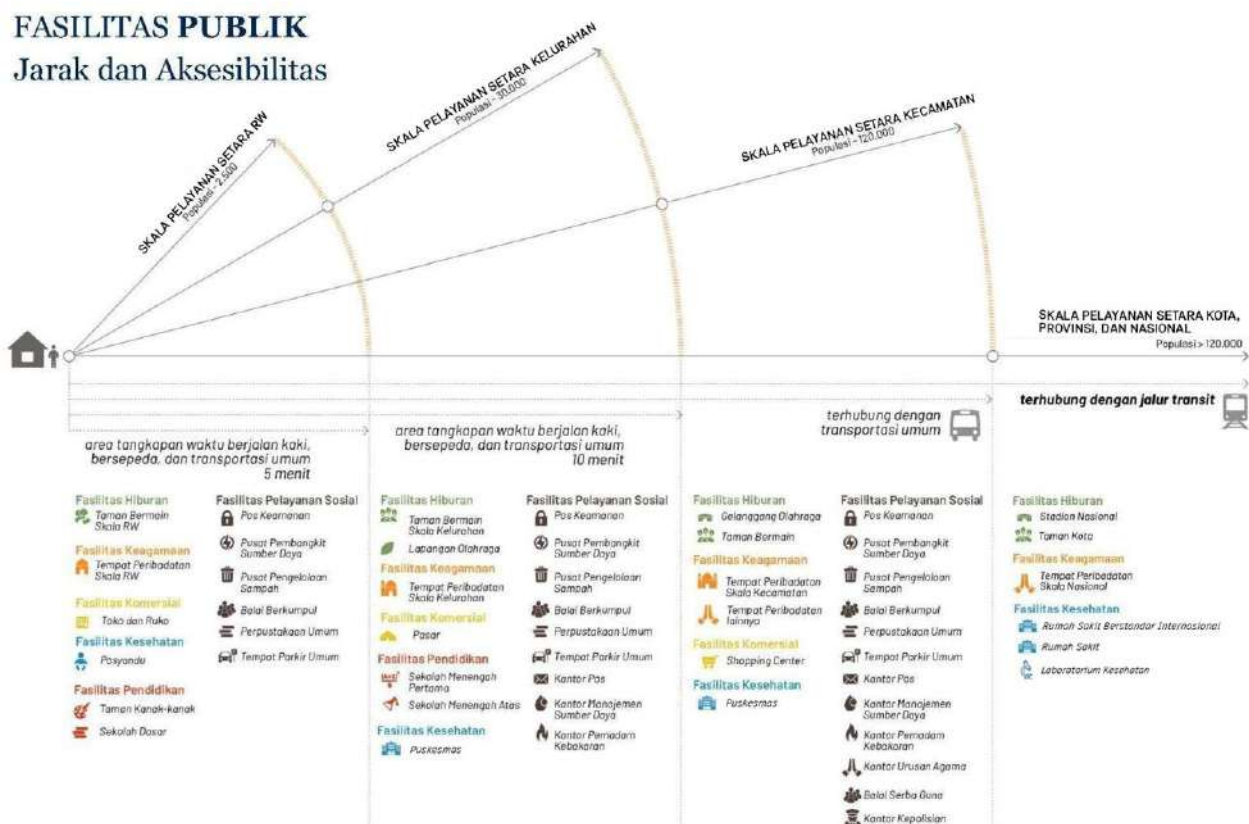 FASILITAS PUBLIK
Jarak dan Aksesibilitas
SKALA PELAYANAN SETARA RW
Populasi ~ 2.500
SKALA PELAYANAN SETARA KELURAHAN
Populasi ~ 30.000
SKALA PELAYANAN SETARA KECAMATAN
Populasi ~ 120.000
SKALA PELAYANAN SETARA KOTA,
PROVINSI, DAN NASIONAL
Populasi > 120.000
area tangkapan waktu berjalan kaki,
bersepeda, dan transportasi umum
5 menit
area tangkapan waktu berjalan kaki,
bersepeda, dan transportasi umum
10 menit
terhubung dengan
transportasi umum
terhubung dengan jalur transit
Fasilitas Hiburan
Taman Bermain
Skala RW
Fasilitas Keagamaan
Tempat Peribadatan
Skala RW
Fasilitas Komersial
Toko dan Ruko
Fasilitas Kesehatan
Posyandu
Fasilitas Pendidikan
Taman Kanak-kanak
Sekolah Dasar
Fasilitas Pelayanan Sosial
Pos Keamanan
Pusat Pembangkit
Sumber Daya
Pusat Pengelolaan
Sampah
Balai Berkumpul
Perpustakaan Umum
Tempat Parkir Umum
Fasilitas Hiburan
Taman Bermain
Skala Kelurahan
Lapangan Olahraga
Fasilitas Keagamaan
Tempat Peribadatan
Skala Kelurahan
Fasilitas Komersial
Pasar
Fasilitas Pendidikan
Sekolah Menengah
Pertama
Sekolah Menengah Atas
Fasilitas Kesehatan
Puskesmas
Fasilitas Pelayanan Sosial
Pos Keamanan
Pusat Pembangkit
Sumber Daya
Pusat Pengelolaan
Sampah
Balai Berkumpul
Perpustakaan Umum
Tempat Parkir Umum
Kantor Pos
Kantor Manajemen
Sumber Daya
Kantor Pemadam
Kebakaran
Fasilitas Hiburan
Gelanggang Olahraga
Taman Bermain
Fasilitas Keagamaan
Tempat Peribadatan
Skala Kecamatan
Tempat Peribadatan
lainnya
Fasilitas Komersial
Shopping Center
Fasilitas Kesehatan
Puskesmas
Fasilitas Pelayanan Sosial
Pos Keamanan
Pusat Pembangkit
Sumber Daya
Pusat Pengelolaan
Sampah
Balai Berkumpul
Perpustakaan Umum
Tempat Parkir Umum
Kantor Pos
Kantor Manajemen
Sumber Daya
Kantor Pemadam
Kebakaran
Kantor Urusan Agama
Balai Serba Guna
Kantor Kepolisian
Fasilitas Hiburan
Stadion Nasional
Taman Kota
Fasilitas Keagamaan
Tempat Peribadatan
Skala Nasional
Fasilitas Kesehatan
Rumah Sakit Berstandar Internasional
Rumah Sakit
Laboratorium Kesehatan